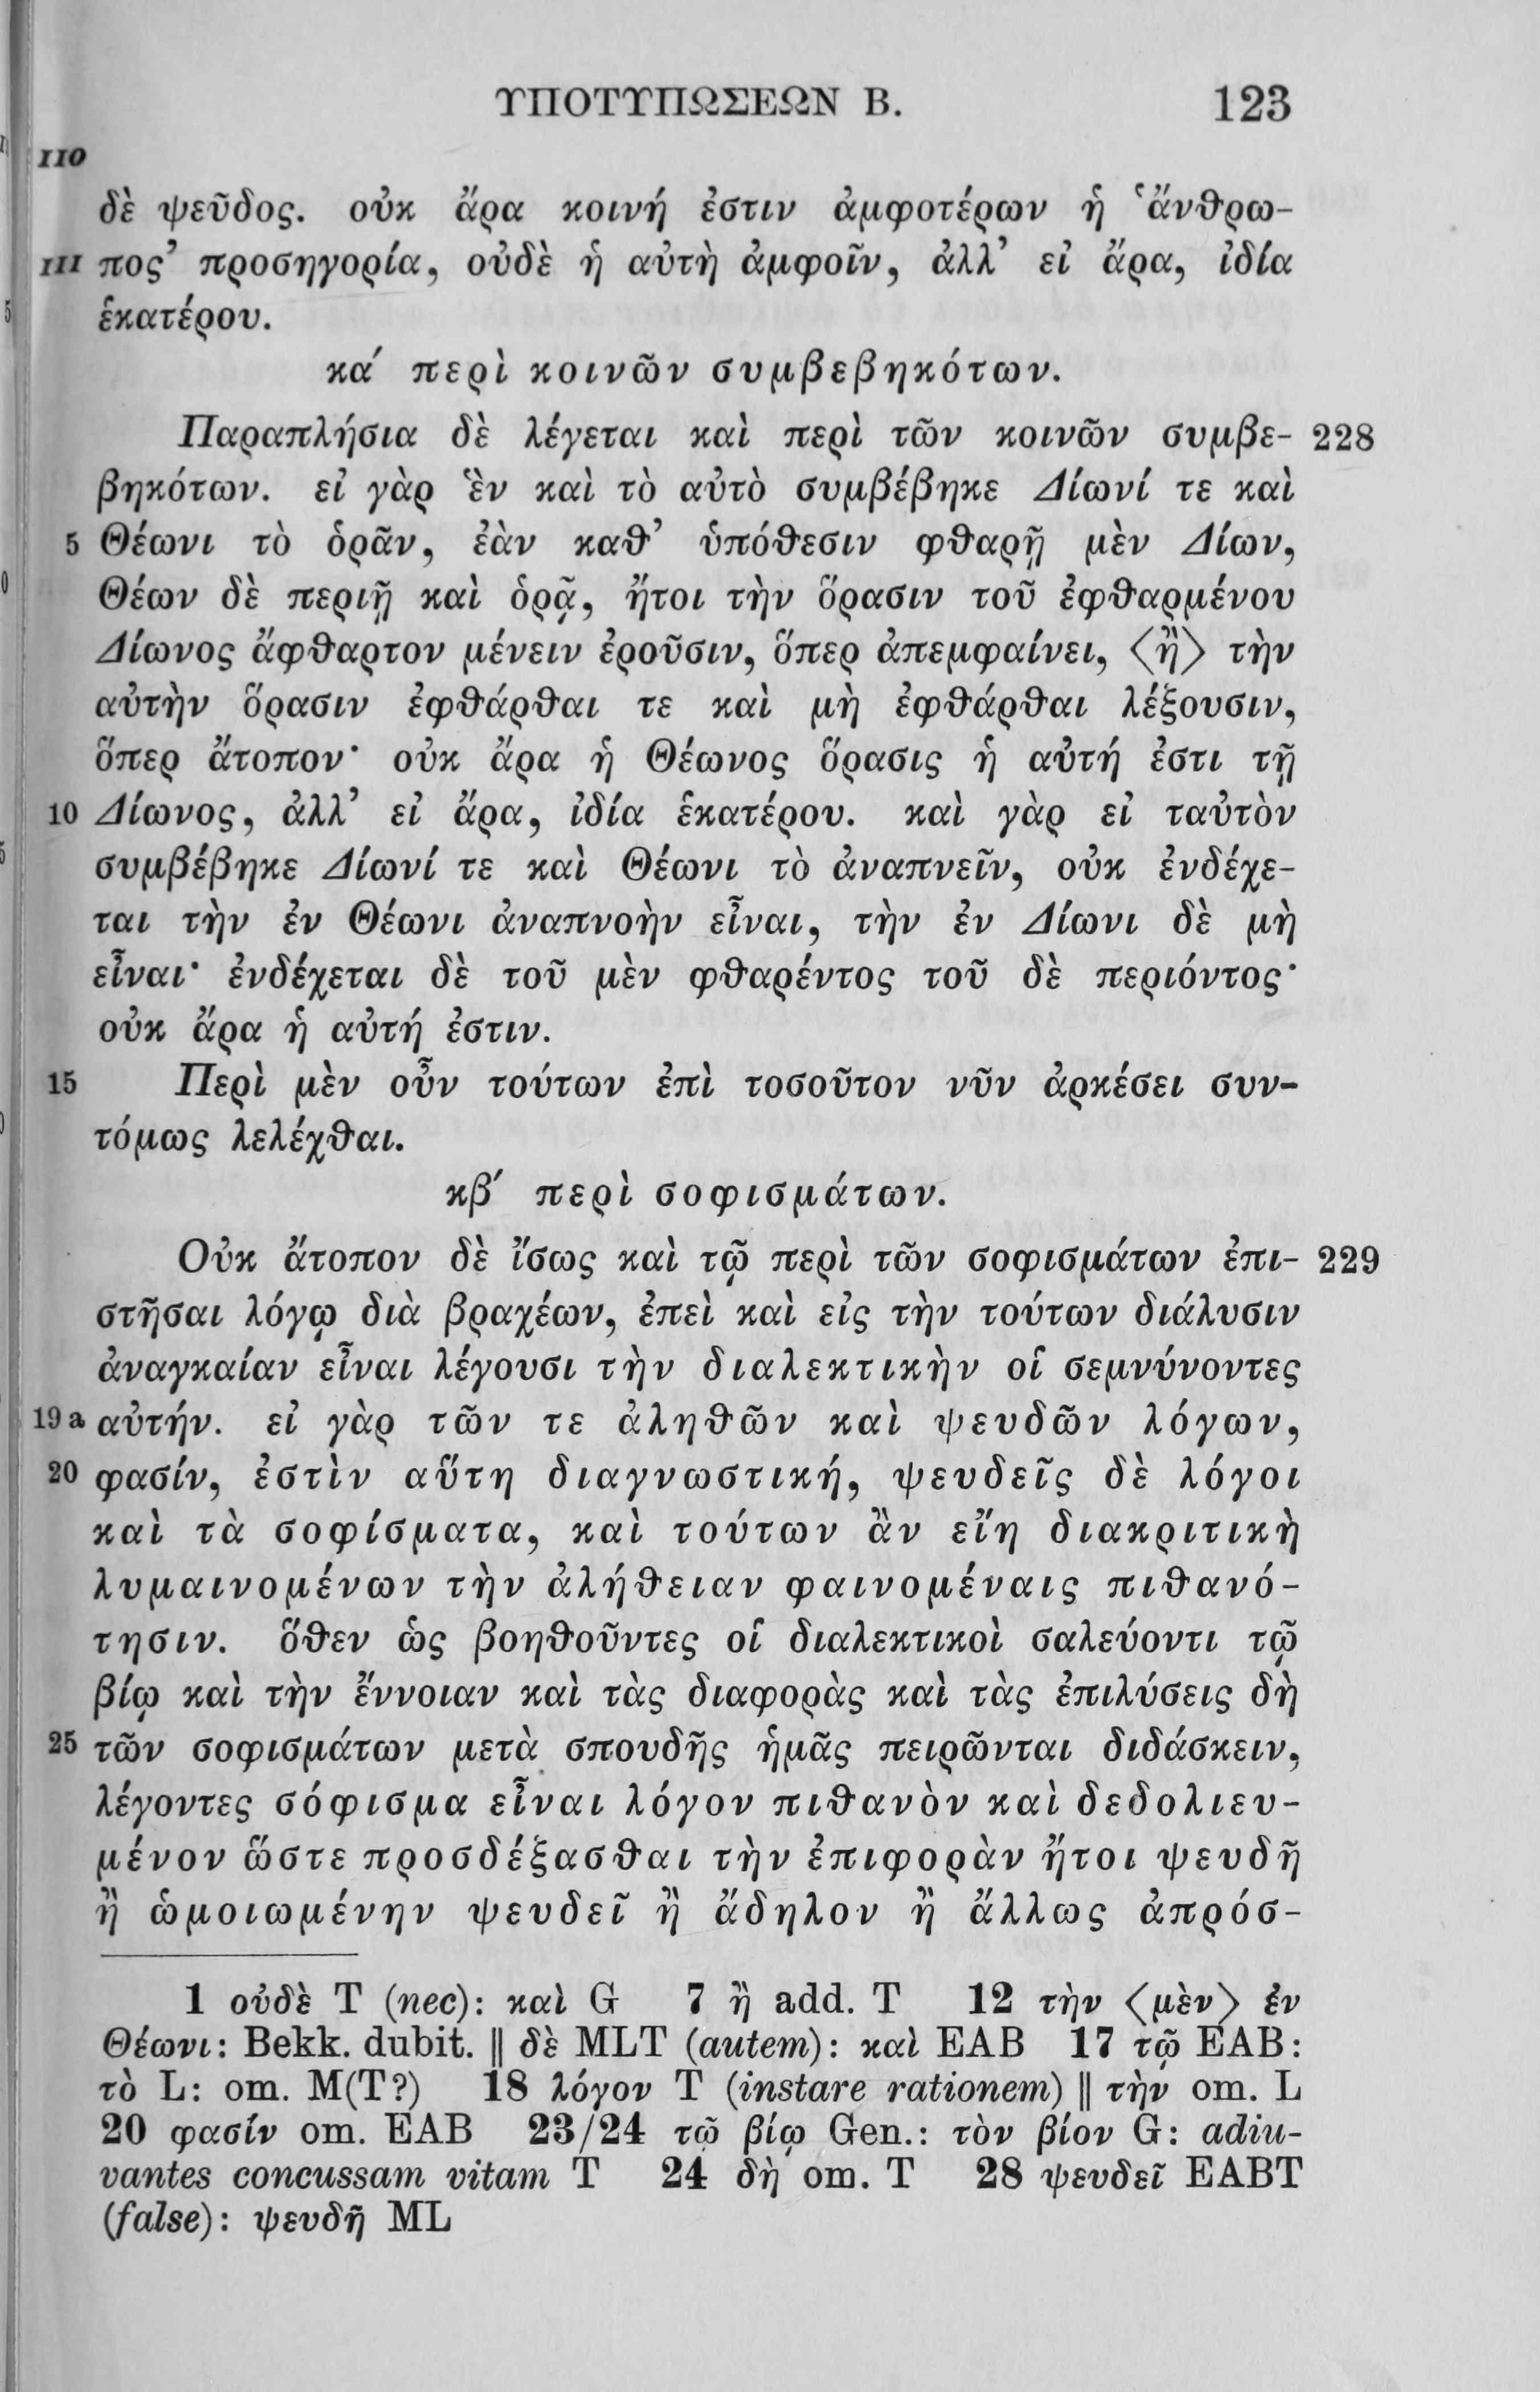 ΥΠΟΤΥΠΩΣΕΩΝ Β. 123
110
δὲ ψεῦδος. οὐκ ἄρα κοινή ἐστιν ἀμφοτέρων ἡ ʽἄνθρω-
111 πος’ προσηγορία, οὐδὲ ἡ αὐτὴ ἀμφοῖν, ἀλλ’ εἰ ἄρα, ἰδία
ἑκατέρου.
κα´ περὶ κοινῶν συμβεβηκότων.
Παραπλήσια δὲ λέγεται καὶ περὶ τῶν κοινῶν συμβε- 228
βηκότων. εἰ γὰρ ἓν καὶ τὸ αὐτὸ συμβέβηκε Δίωνί τε καὶ
5 Θέωνι τὸ ὁρᾶν, ἐὰν καθ’ ὑπόθεσιν φθαρῇ μὲν Δίων,
Θέων δὲ περιῇ καὶ ὁρᾷ, ἤτοι τὴν ὅρασιν τοῦ ἐφθαρμένου
Δίωνος ἄφθαρτον μένειν ἐροῦσιν, ὅπερ ἀπεμφαίνει, 〈ἢ〉 τὴν
αὐτὴν ὅρασιν ἐφθάρθαι τε καὶ μὴ ἐφθάρθαι λέξουσιν,
ὅπερ ἄτοπον· οὐκ ἄρα ἡ Θέωνος ὅρασις ἡ αὐτή ἐστι τῇ
10 Δίωνος, ἀλλ’ εἰ ἄρα, ἰδία ἑκατέρου. καὶ γὰρ εἰ ταὐτὸν
συμβέβηκε Δίωνί τε καὶ Θέωνι τὸ ἀναπνεῖν, οὐκ ἐνδέχε-
ται τὴν ἐν Θέωνι ἀναπνοὴν εἶναι, τὴν ἐν Δίωνι δὲ μὴ
εἶναι· ἐνδέχεται δὲ τοῦ μὲν φθαρέντος τοῦ δὲ περιόντος·
οὐκ ἄρα ἡ αὐτή ἐστιν.
15 Περὶ μὲν οὖν τούτων ἐπὶ τοσοῦτον νῦν ἀρκέσει συν-
τόμως λελέχθαι.
κβ´ περὶ σοφισμάτων.
Οὐκ ἄτοπον δὲ ἴσως καὶ τῷ περὶ τῶν σοφισμάτων ἐπι- 229
στῆσαι λόγῳ διὰ βραχέων, ἐπεὶ καὶ εἰς τὴν τούτων διάλυσιν
ἀναγκαίαν εἶναι λέγουσι τὴν διαλεκτικὴν οἱ σεμνύνοντες
19a αὐτήν. εἰ γὰρ τῶν τε ἀληθῶν καὶ ψευδῶν λόγων,
20 φασίν, ἐστὶν αὕτη διαγνωστική, ψευδεῖς δὲ λόγοι
καὶ τὰ σοφίσματα, καὶ τούτων ἂν εἴη διακριτικὴ
λυμαινομένων τὴν ἀλήθειαν φαινομέναις πιθανό-
τησιν. ὅθεν ὡς βοηθοῦντες οἱ διαλεκτικοὶ σαλεύοντι τῷ
βίῳ καὶ τὴν ἔννοιαν καὶ τὰς διαφορὰς καὶ τὰς ἐπιλύσεις δὴ
25 τῶν σοφισμάτων μετὰ σπουδῆς ἡμᾶς πειρῶνται διδάσκειν,
λέγοντες σόφισμα εἶναι λόγον πιθανὸν καὶ δεδολιευ-
μένον ὥστε προσδέξασθαι τὴν ἐπιφορὰν ἤτοι ψευδῆ
ἢ ὡμοιωμένην ψευδεῖ ἢ ἄδηλον ἢ ἄλλως ἀπρόσ-
1 οὐδὲ T (nec): καὶ G 7 ἢ add. T 12 τὴν 〈μὲν〉 ἐν
Θέωνι: Bekk. dubit. || δὲ MLT (autem): καὶ EAB 17 τῷ EAB:
τὸ L: om. M(T?) 18 λόγον T (instare rationem) || τὴν om. L
20 φασίν om. EAB 23/24 τῷ βίῳ Gen.: τὸν βίον G: adiu-
vantes concussam vitam T 24 δὴ om. T 28 ψευδεῖ EABT
(false): ψευδῆ ML